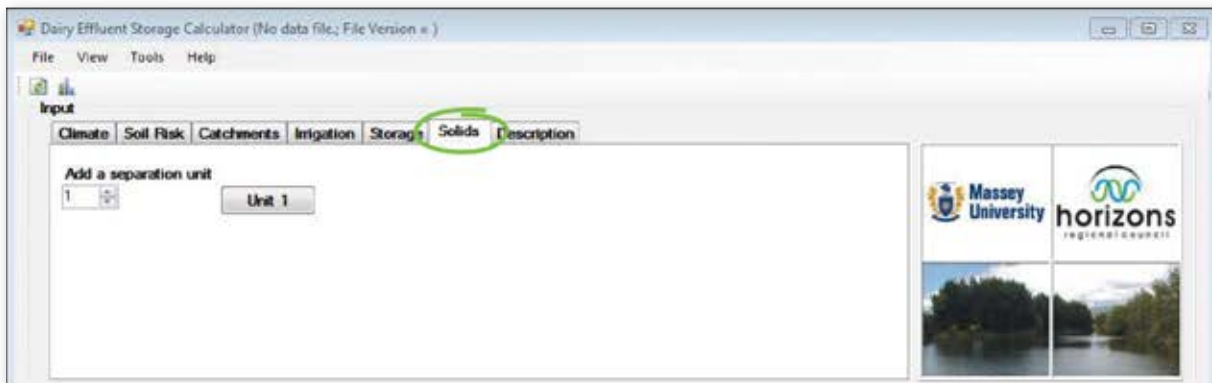 Dairy Effluent Storage Calculator (No data file.; File Version = )
File View Tools Help
Input
Climate Soil Risk Catchments Irrigation Storage Solids Description
Add a separation unit
1 Unit 1
Massey University
horizons
regional council